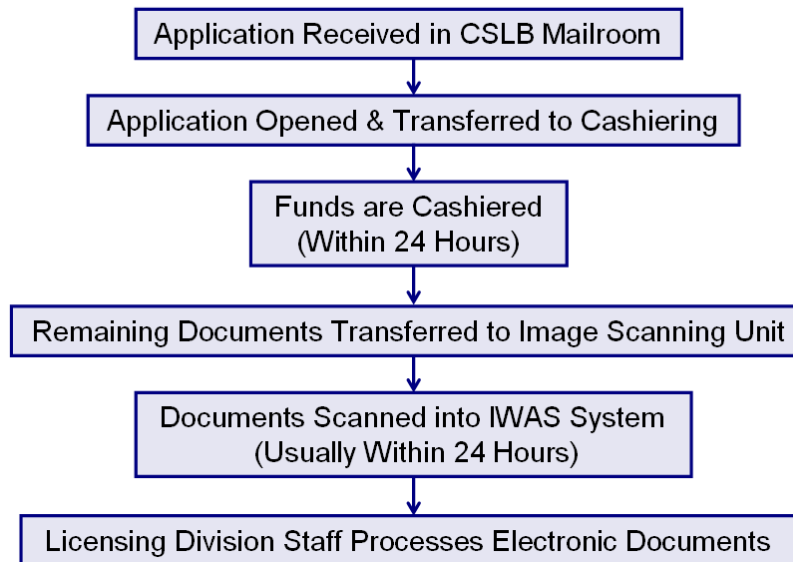 Application Received in CSLB Mailroom
Application Opened & Transferred to Cashiering
Funds are Cashiered
(Within 24 Hours)
Remaining Documents Transferred to Image Scanning Unit
Documents Scanned into IWAS System
(Usually Within 24 Hours)
Licensing Division Staff Processes Electronic Documents